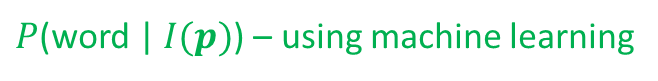 P(word | I(p)) – using machine learning